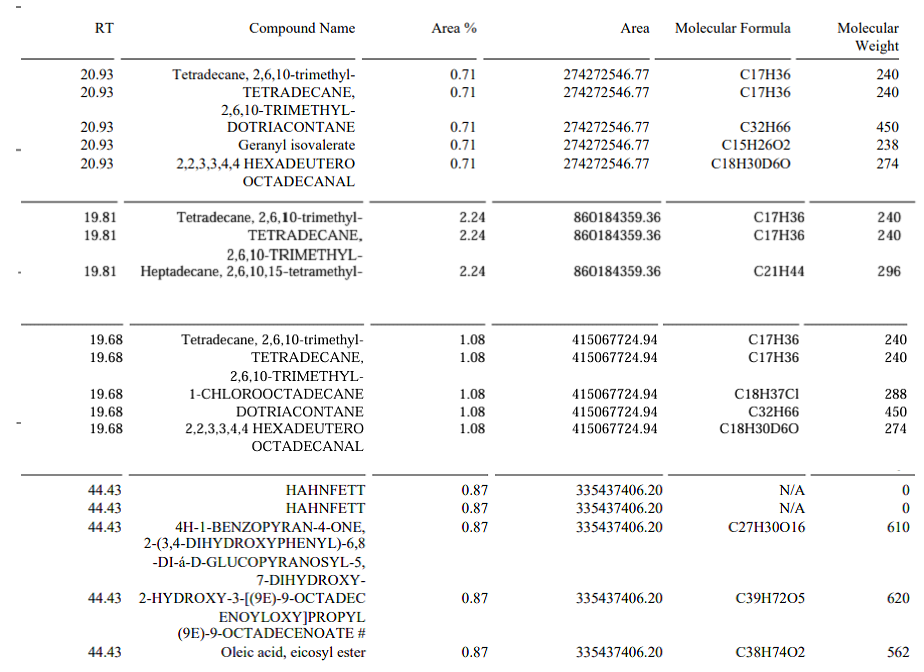 RT Compound Name Area % Area Molecular Formula Molecular
Weight
20.93 Tetradecane, 2,6,10-trimethyl- 0.71 274272546.77 C17H36 240
20.93 TETRADECANE, 0.71 274272546.77 C17H36 240
2,6,10-TRIMETHYL-
20.93 DOTRIACONTANE 0.71 274272546.77 C32H66 450
20.93 Geranyl isovalerate 0.71 274272546.77 C15H26O2 238
20.93 2,2,3,3,4,4 HEXADEUTERO 0.71 274272546.77 C18H30D6O 274
OCTADECANAL
19.81 Tetradecane, 2,6,10-trimethyl- 2.24 860184359.36 C17H36 240
19.81 TETRADECANE, 2.24 860184359.36 C17H36 240
2,6,10-TRIMETHYL-
19.81 Heptadecane, 2,6,10,15-tetramethyl- 2.24 860184359.36 C21H44 296
19.68 Tetradecane, 2,6,10-trimethyl- 1.08 415067724.94 C17H36 240
19.68 TETRADECANE, 1.08 415067724.94 C17H36 240
2,6,10-TRIMETHYL-
19.68 1-CHLOROOCTADECANE 1.08 415067724.94 C18H37Cl 288
19.68 DOTRIACONTANE 1.08 415067724.94 C32H66 450
19.68 2,2,3,3,4,4 HEXADEUTERO 1.08 415067724.94 C18H30D6O 274
OCTADECANAL
44.43 HAHNFETT 0.87 335437406.20 N/A 0
44.43 HAHNFETT 0.87 335437406.20 N/A 0
44.43 4H-1-BENZOPYRAN-4-ONE, 0.87 335437406.20 C27H30O16 610
2-(3,4-DIHYDROXYPHENYL)-6,8
-DI-á-D-GLUCOPYRANOSYL-5,
7-DIHYDROXY-
44.43 2-HYDROXY-3-[(9E)-9-OCTADEC 0.87 335437406.20 C39H72O5 620
ENOYLOXY]PROPYL
(9E)-9-OCTADECENOATE #
44.43 Oleic acid, eicosyl ester 0.87 335437406.20 C38H74O2 562